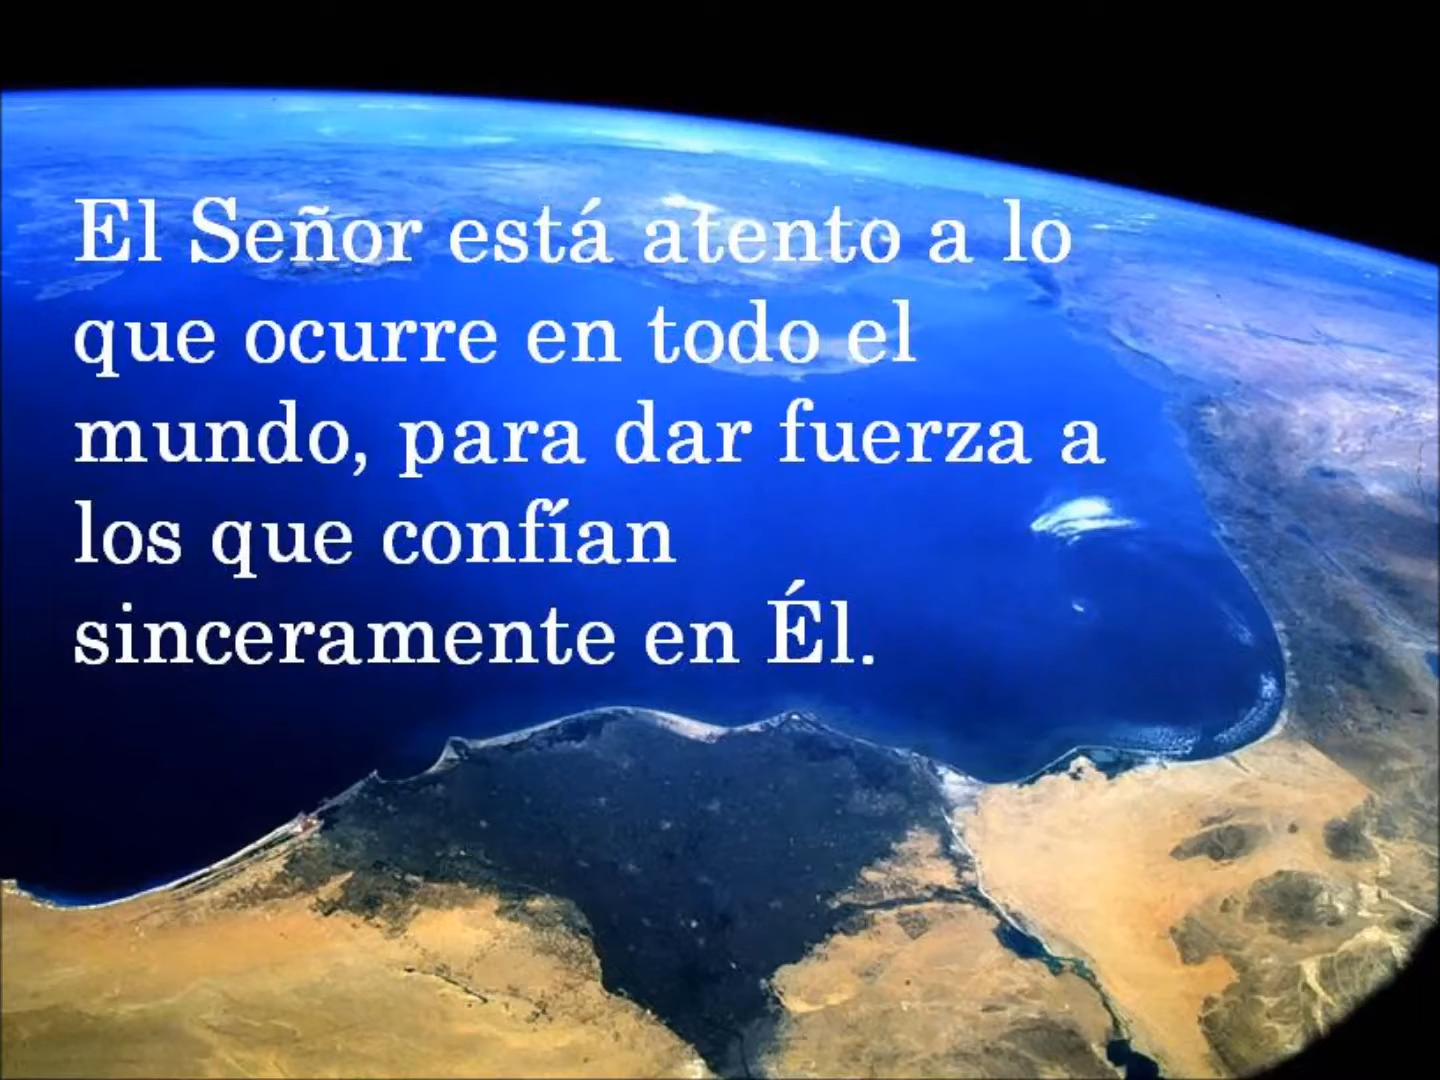 El Señor está atento a lo
que ocurre en todo el
mundo, para dar fuerza a
los que confían
sinceramente en Él.